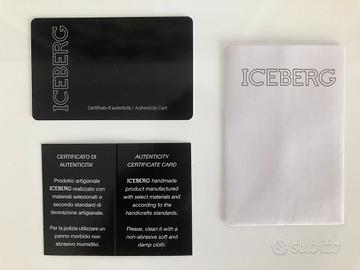 ICEBERG
Certificato di autenticità / Authenticity Card
ICEBERG
CERTIFICATO DI
AUTENTICITA'
Prodotto artigianale
ICEBERG realizzato con
materiali selezionati e
secondo standard di
lavorazione artigianale.
Per la pulizia utilizzare un
panno morbido non
abrasivo inumidito.
AUTENTICITY
CERTIFICATE CARD
ICEBERG handmade
product manufactured
with select materials and
according to the
handicrafts standards.
Please, clean it with a
non-abrasive soft and
damp cloth.
subito